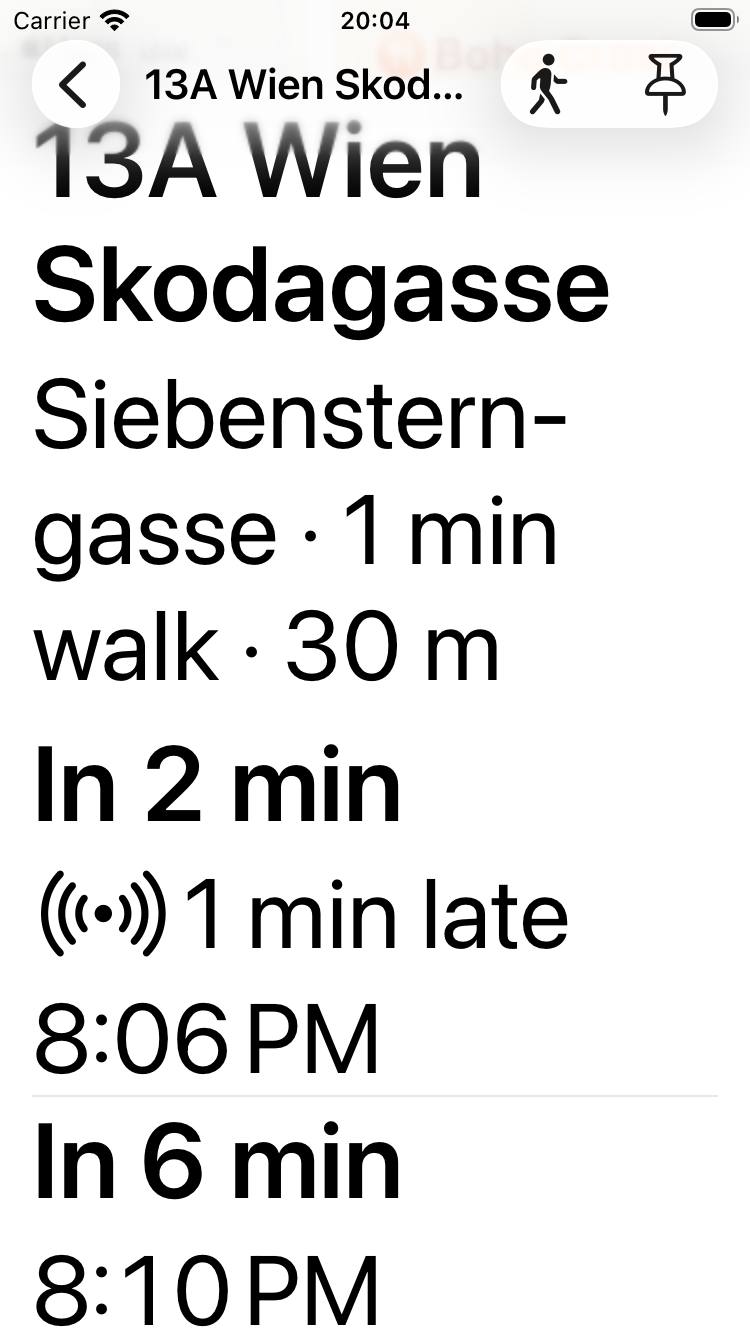 Carrier
20:04
13A Wien Skod...
13A Wien
Skodagasse
Siebenstern-
gasse · 1 min
walk · 30 m
In 2 min
1 min late
8:06 PM
In 6 min
8:10 PM